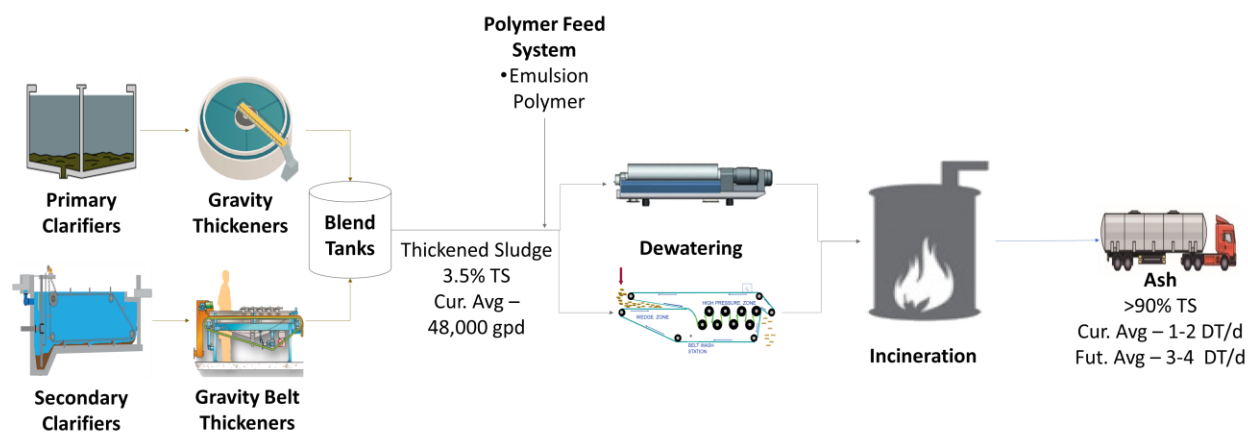 Polymer Feed
System
•Emulsion
Polymer
Primary
Clarifiers
Gravity
Thickeners
Blend
Tanks
Thickened Sludge
3.5% TS
Cur. Avg –
48,000 gpd
Secondary
Clarifiers
Gravity Belt
Thickeners
Dewatering
HIGH PRESSURE ZONE
WEDGE ZONE
BELT WASH
STATION
Incineration
Ash
>90% TS
Cur. Avg – 1-2 DT/d
Fut. Avg – 3-4 DT/d